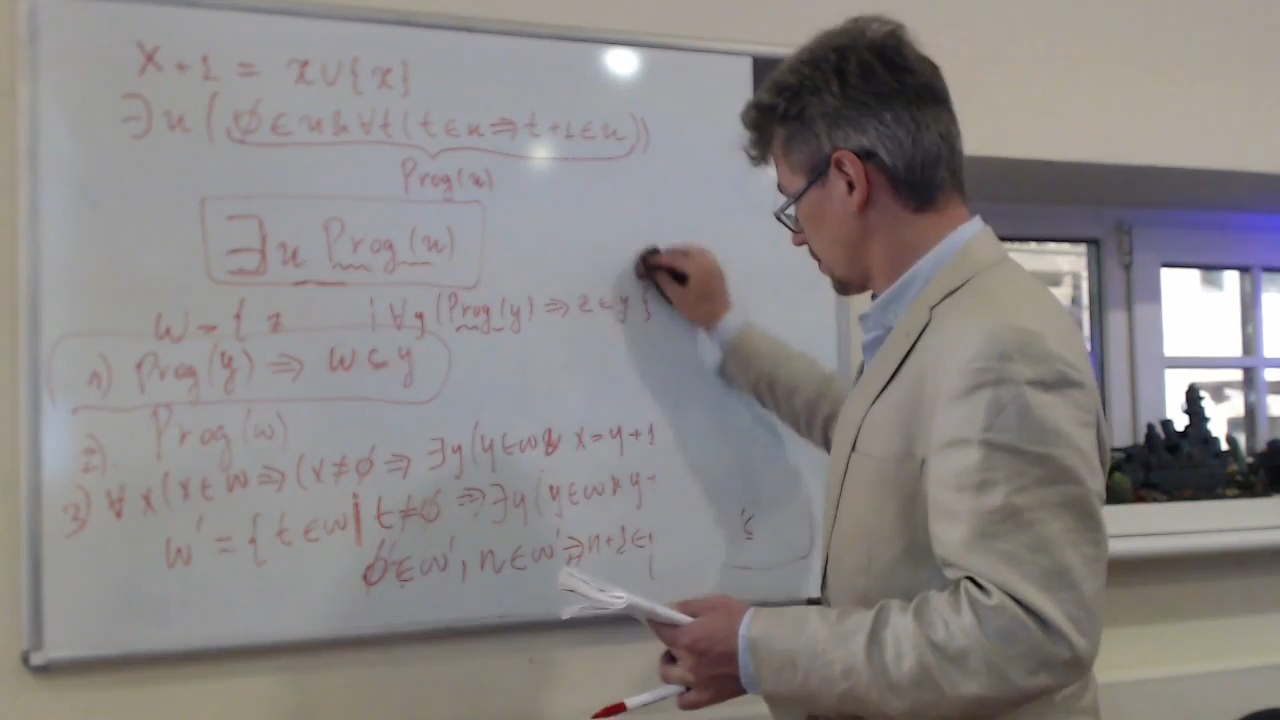 x+1 = x∪{x}
∃u(∅∈u & ∀t(t∈u⇒t+1∈u))
Prog(u)
∃u Prog(u)
ω={z | ∀y(Prog(y)⇒z∈y}
1) Prog(y)⇒ω⊂y
2) Prog(ω)
3) ∀x(x∈ω⇒(x≠∅⇒∃y(y∈ω& x=y+1
ω'={t∈ω| t≠∅⇒∃y(y∈ω& y+
∅∈ω', n∈ω'⇒n+1∈